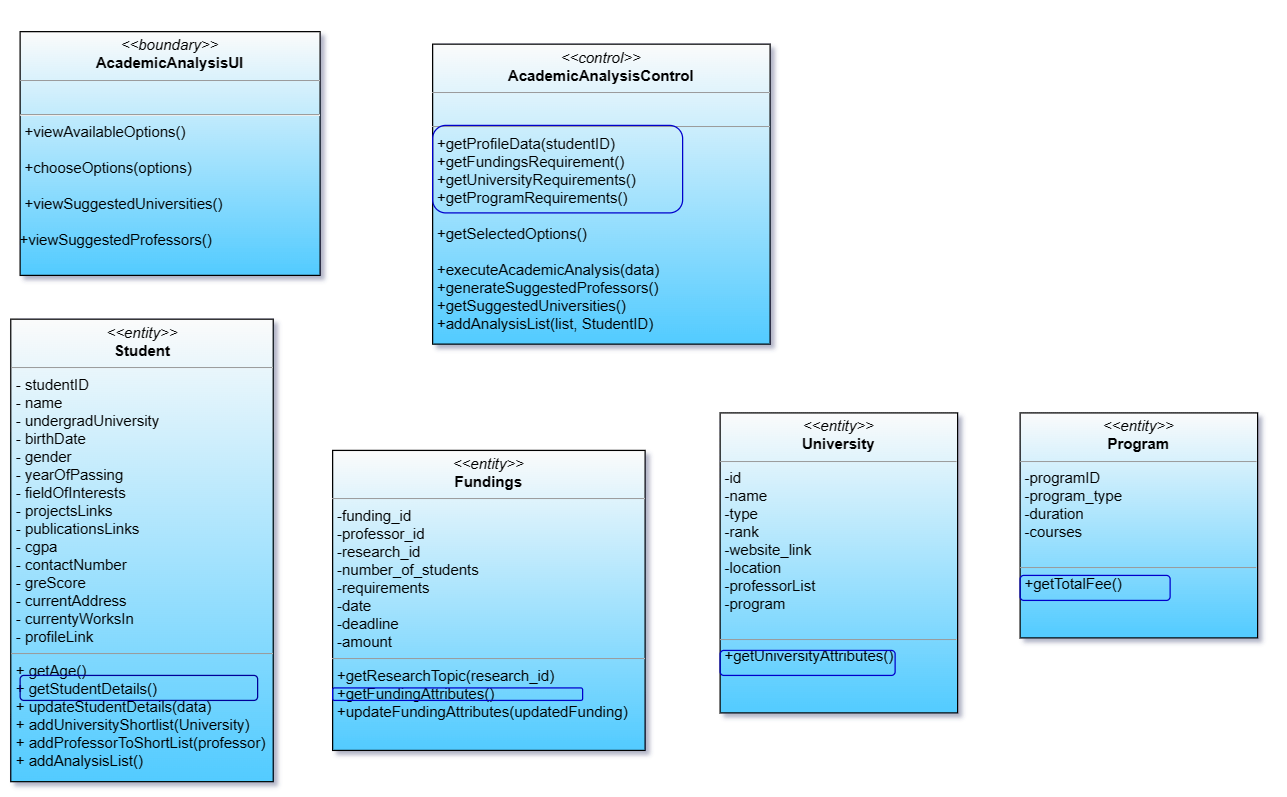 <<boundary>>
AcademicAnalysisUI
+viewAvailableOptions()
+chooseOptions(options)
+viewSuggestedUniversities()
+viewSuggestedProfessors()
<<control>>
AcademicAnalysisControl
+getProfileData(studentID)
+getFundingsRequirement()
+getUniversityRequirements()
+getProgramRequirements()
+getSelectedOptions()
+executeAcademicAnalysis(data)
+generateSuggestedProfessors()
+getSuggestedUniversities()
+addAnalysisList(list, StudentID)
<<entity>>
Student
- studentID
- name
- undergradUniversity
- birthDate
- gender
- yearOfPassing
- fieldOfInterests
- projectsLinks
- publicationsLinks
- cgpa
- contactNumber
- greScore
- currentAddress
- currentyWorksIn
- profileLink
+ getAge()
+ getStudentDetails()
+ updateStudentDetails(data)
+ addUniversityShortlist(University)
+ addProfessorToShortList(professor)
+ addAnalysisList()
<<entity>>
Fundings
-funding_id
-professor_id
-research_id
-number_of_students
-requirements
-date
-deadline
-amount
+getResearchTopic(research_id)
+getFundingAttributes()
+updateFundingAttributes(updatedFunding)
<<entity>>
University
-id
-name
-type
-rank
-website_link
-location
-professorList
-program
+getUniversityAttributes()
<<entity>>
Program
-programID
-program_type
-duration
-courses
+getTotalFee()